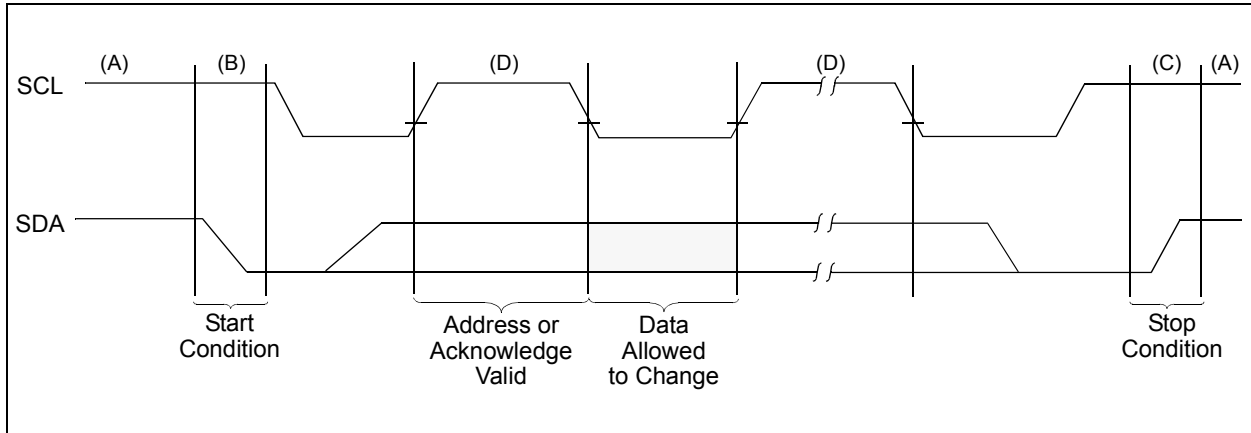 (A) (B) (D) (D) (C) (A)
SCL
SDA
Start
Condition
Address or
Acknowledge
Valid
Data
Allowed
to Change
Stop
Condition